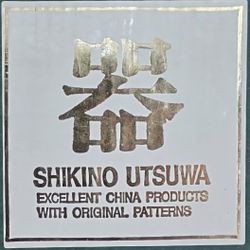 器
SHIKINO UTSUWA
EXCELLENT CHINA PRODUCTS
WITH ORIGINAL PATTERNS